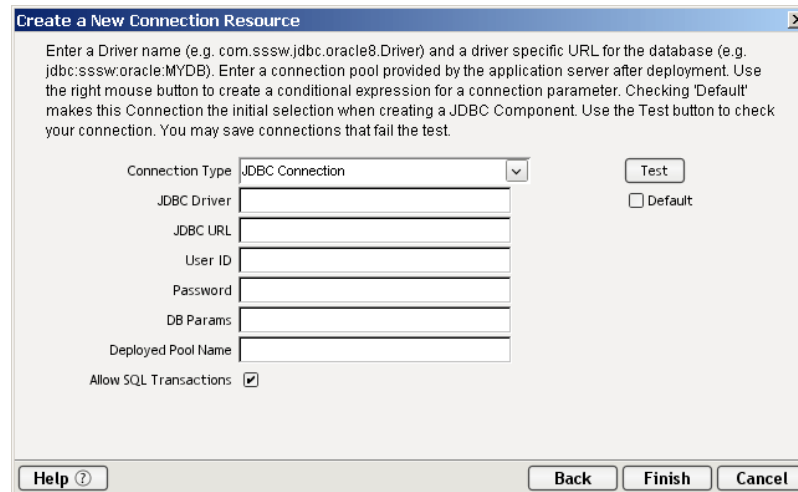 Create a New Connection Resource
Enter a Driver name (e.g. com.sssw.jdbc.oracle8.Driver) and a driver specific URL for the database (e.g.
jdbc:sssw:oracle:MYDB). Enter a connection pool provided by the application server after deployment. Use
the right mouse button to create a conditional expression for a connection parameter. Checking 'Default'
makes this Connection the initial selection when creating a JDBC Component. Use the Test button to check
your connection. You may save connections that fail the test.
Connection Type JDBC Connection Test
JDBC Driver Default
JDBC URL
User ID
Password
DB Params
Deployed Pool Name
Allow SQL Transactions
Help ? Back Finish Cancel